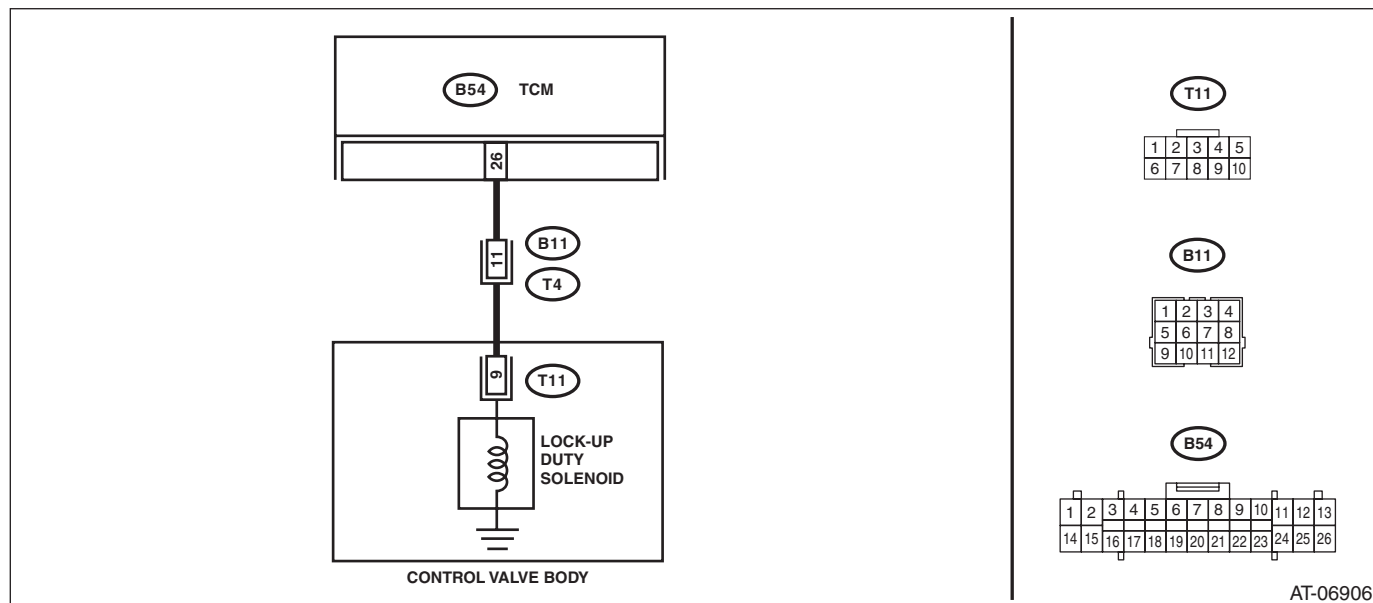 B54 TCM
26
11
B11
T4
9
T11
LOCK-UP
DUTY
SOLENOID
CONTROL VALVE BODY
T11
1 2 3 4 5
6 7 8 9 10
B11
1 2 3 4
5 6 7 8
9 10 11 12
B54
1 2 3 4 5 6 7 8 9 10 11 12 13
14 15 16 17 18 19 20 21 22 23 24 25 26
AT-06906